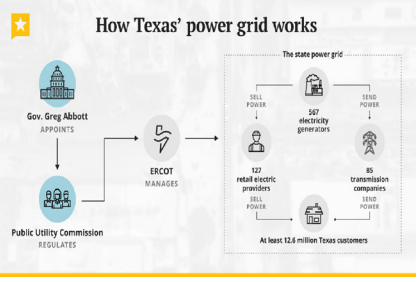 How Texas' power grid works
The state power grid
Gov. Greg Abbott
APPOINTS
Public Utility Commission
REGULATES
ERCOT
MANAGES
567
electricity
generators
SELL
POWER
SEND
POWER
127
retail electric
providers
85
transmission
companies
SELL
POWER
SEND
POWER
At least 12.6 million Texas customers